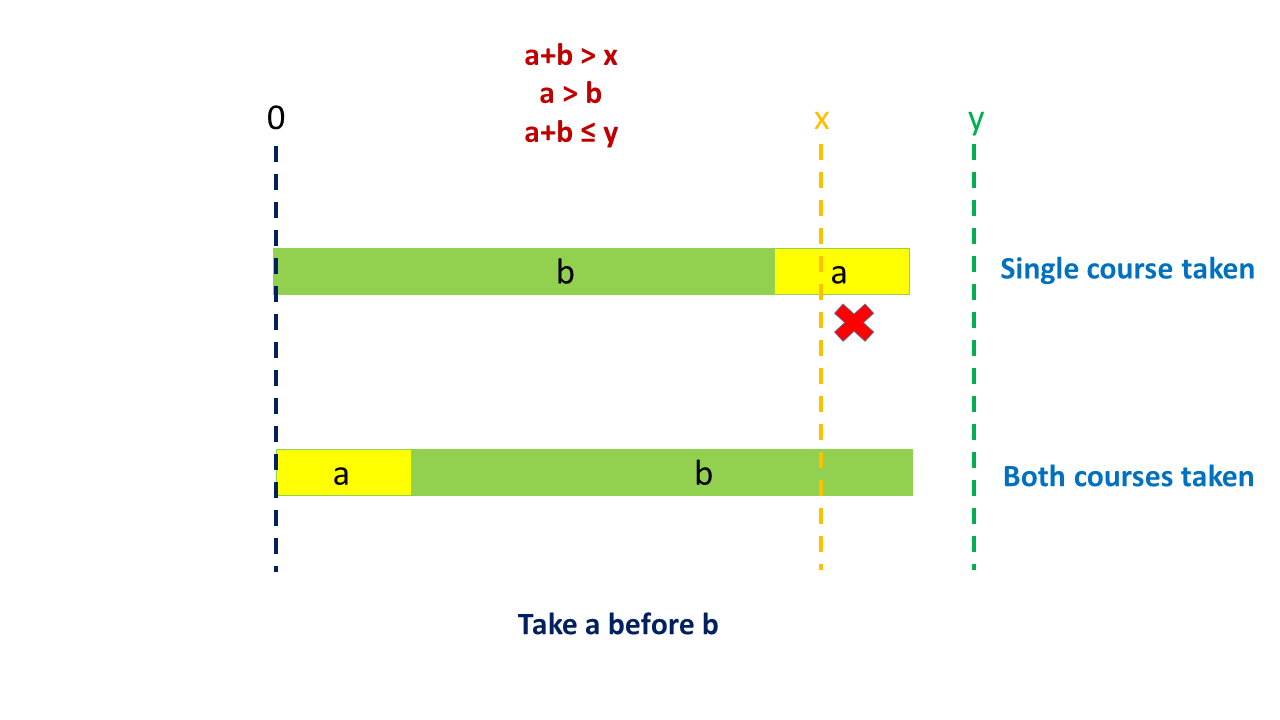 a+b > x
a > b
a+b ≤ y
0
x
y
b
a
Single course taken
a
b
Both courses taken
Take a before b